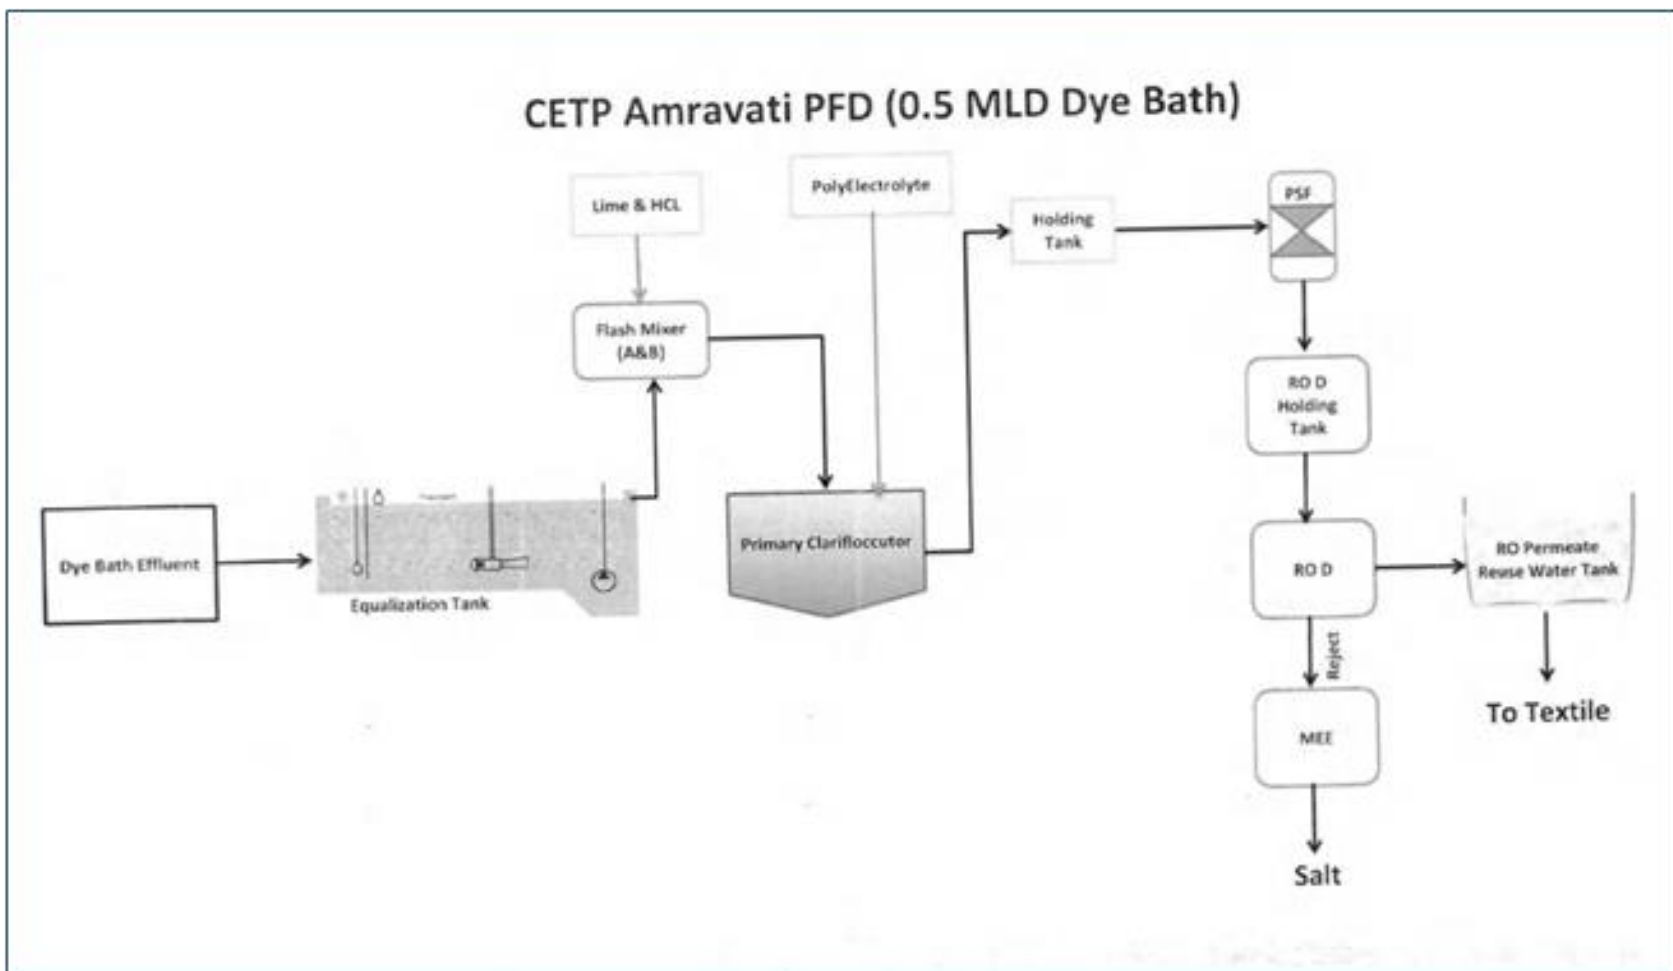 CETP Amravati PFD (0.5 MLD Dye Bath)
Lime & HCL
PolyElectrolyte
Holding
Tank
PSF
Flash Mixer
(A&B)
RO D
Holding
Tank
Dye Bath Effluent
Equalization Tank
Primary Clarifloccutor
RO D
RO Permeate
Reuse Water Tank
Reject
MEE
To Textile
Salt